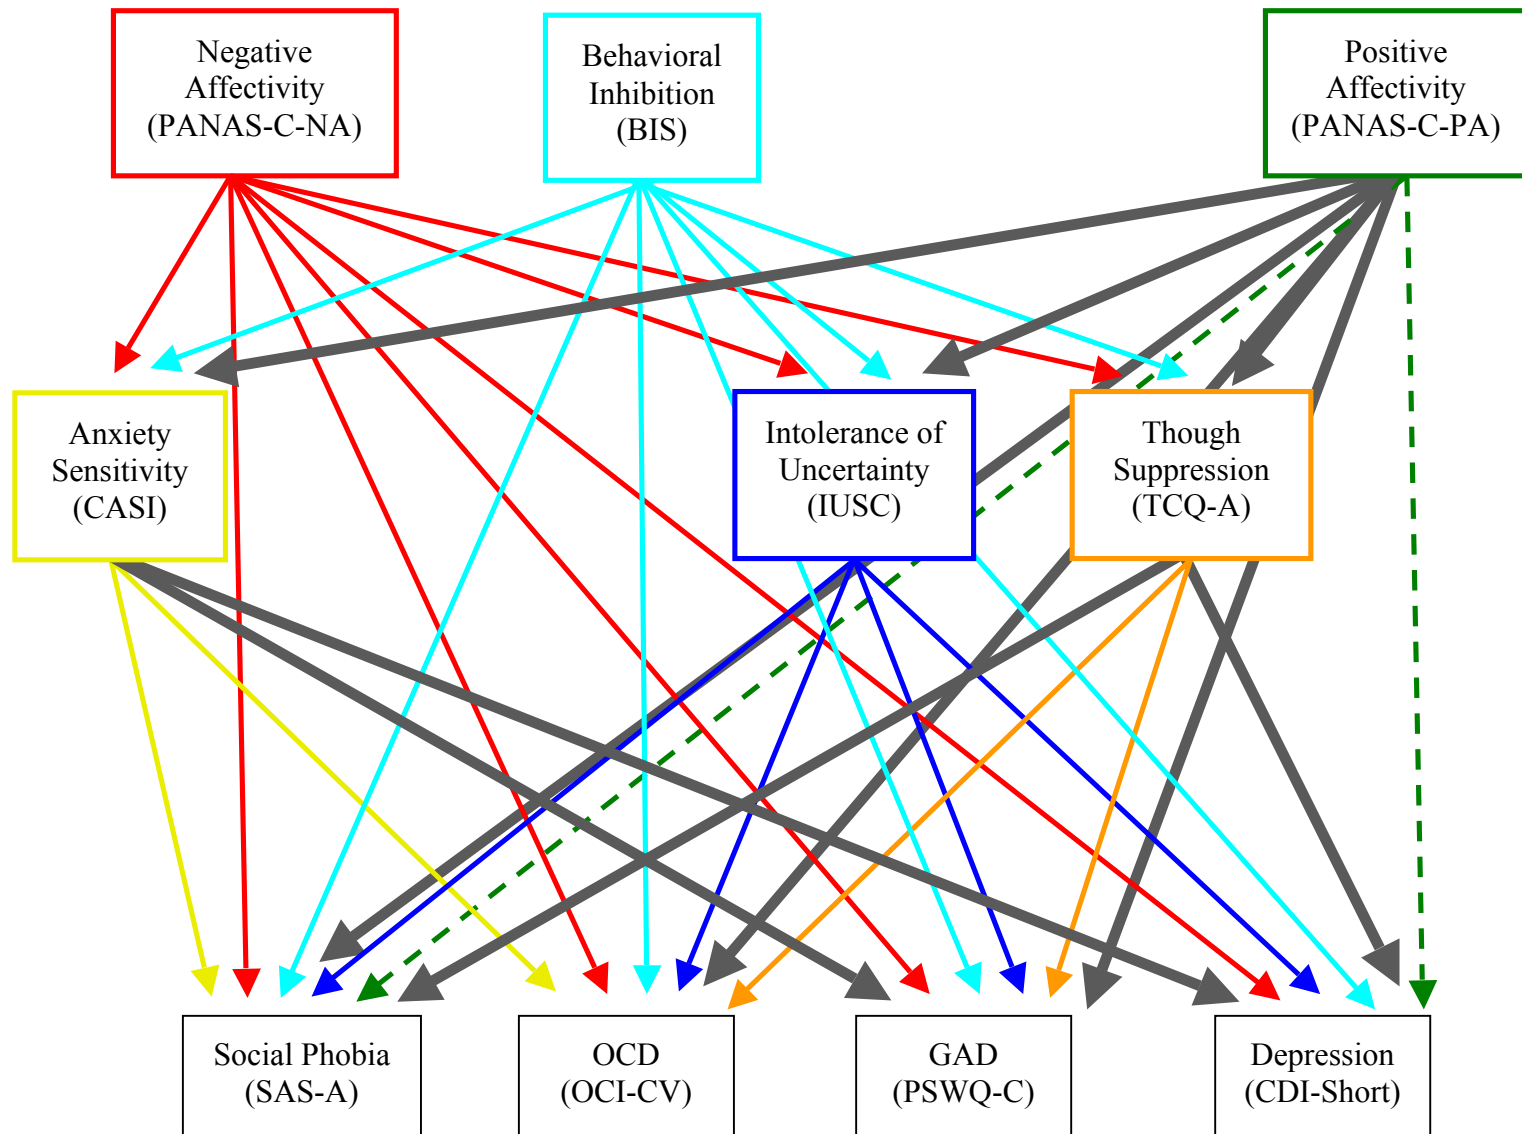 Negative
Affectivity
(PANAS-C-NA)
Behavioral
Inhibition
(BIS)
Positive
Affectivity
(PANAS-C-PA)
Anxiety
Sensitivity
(CASI)
Intolerance of
Uncertainty
(IUSC)
Though
Suppression
(TCQ-A)
Social Phobia
(SAS-A)
OCD
(OCI-CV)
GAD
(PSWQ-C)
Depression
(CDI-Short)